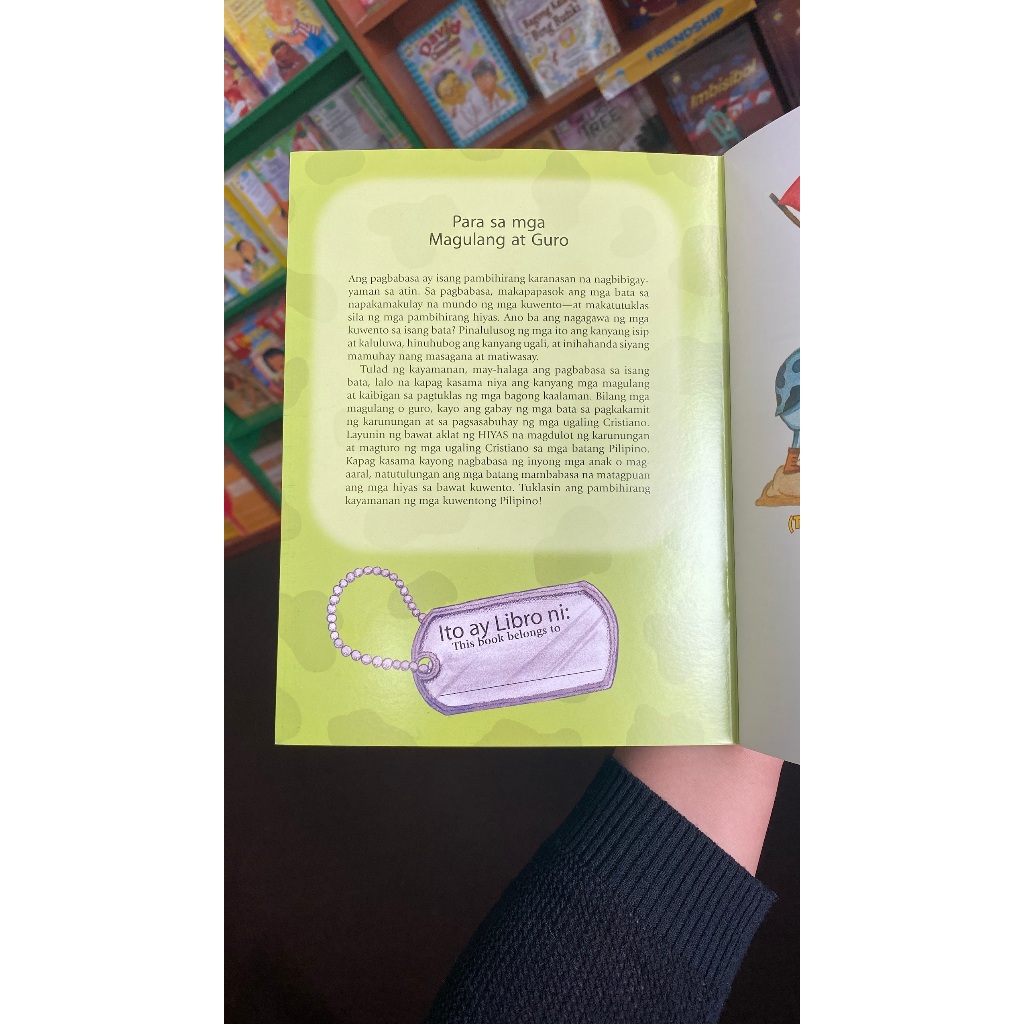 FRIENDSHIP
Imbisibol
TREE
Para sa mga
Magulang at Guro
Ang pagbabasa ay isang pambihirang karanasan na nagbibigay-
yaman sa atin. Sa pagbabasa, makapapasok ang mga bata sa
napakamakulay na mundo ng mga kuwento—at makatutuklas
sila ng mga pambihirang hiyas. Ano ba ang nagagawa ng mga
kuwento sa isang bata? Pinalulusog ng mga ito ang kanyang isip
at kaluluwa, hinuhubog ang kanyang ugali, at inihahanda siyang
mamuhay nang masagana at matiwasay.
Tulad ng kayamanan, may-halaga ang pagbabasa sa isang
bata, lalo na kapag kasama niya ang kanyang mga magulang
at kaibigan sa pagtuklas ng mga bagong kaalaman. Bilang mga
magulang o guro, kayo ang gabay ng mga bata sa pagkakamit
ng karunungan at sa pagsasabuhay ng mga ugaling Cristiano.
Layunin ng bawat aklat ng HIYAS na magdulot ng karunungan
at magturo ng mga ugaling Cristiano sa mga batang Pilipino.
Kapag kasama kayong nagbabasa ng inyong mga anak o mag-
aaral, natutulungan ang mga batang mambabasa na matagpuan
ang mga hiyas sa bawat kuwento. Tuklasin ang pambihirang
kayamanan ng mga kuwentong Pilipino!
Ito ay Libro ni:
This book belongs to